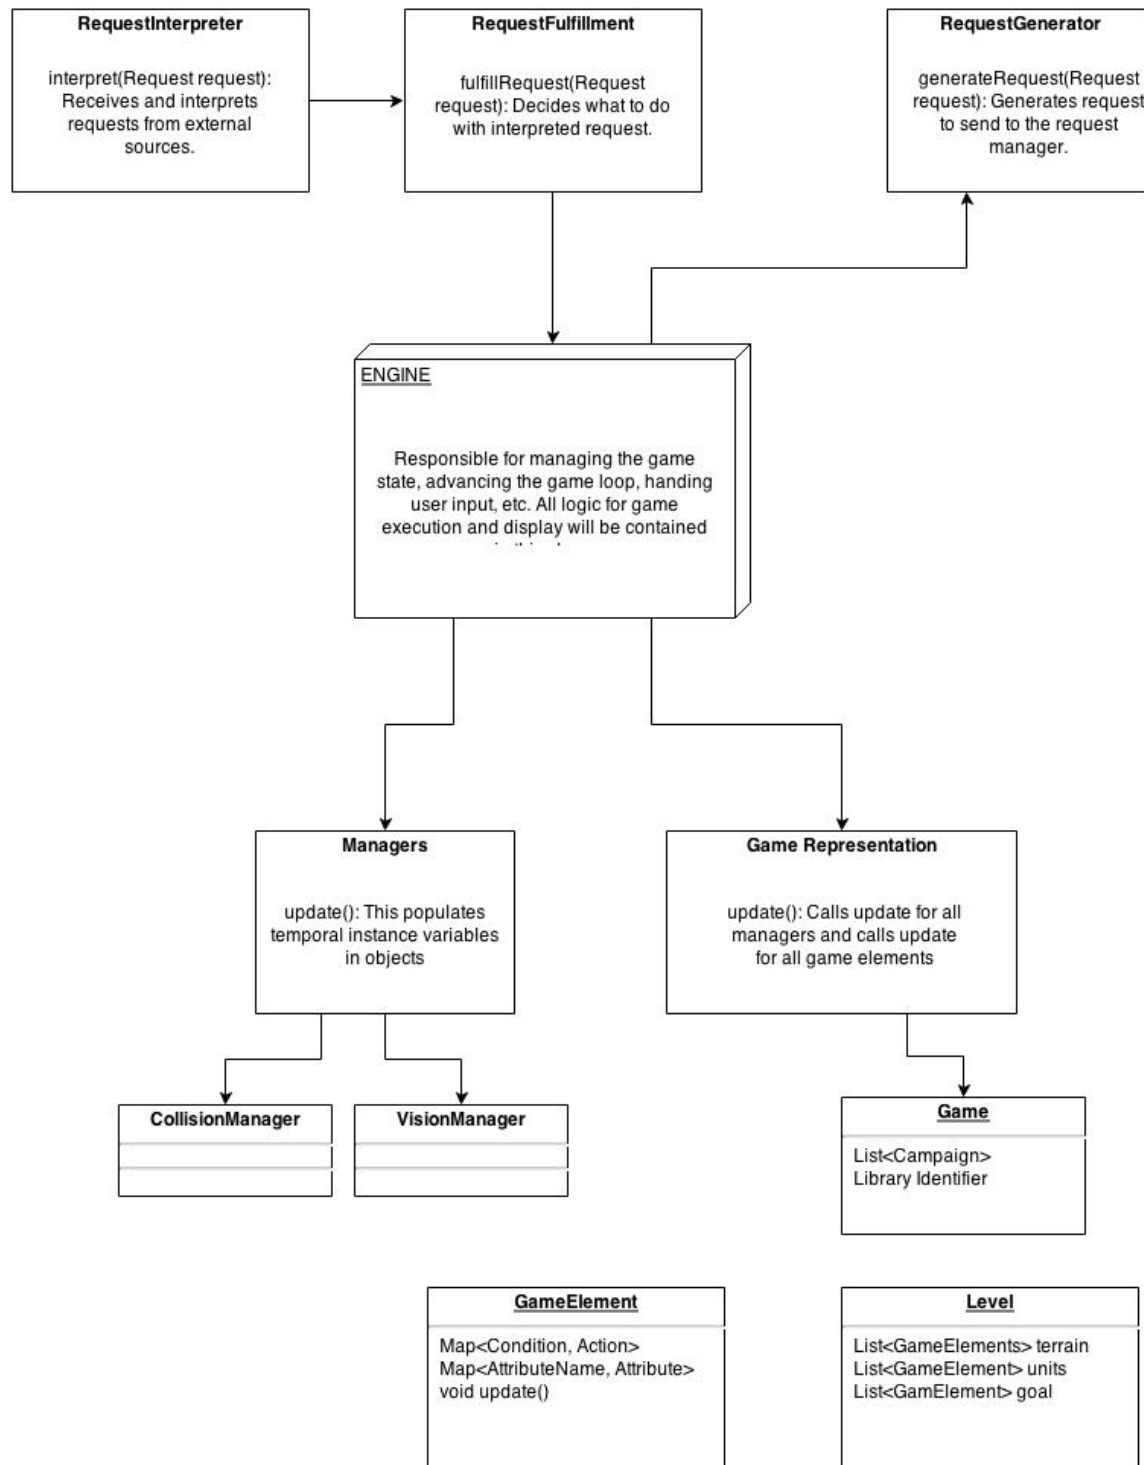 RequestInterpreter
interpret(Request request):
Receives and interprets
requests from external
sources.
RequestFulfillment
fulfillRequest(Request
request): Decides what to do
with interpreted request.
RequestGenerator
generateRequest(Request
request): Generates request
to send to the request
manager.
ENGINE
Responsible for managing the game
state, advancing the game loop, handing
user input, etc. All logic for game
execution and display will be contained
Managers
update(): This populates
temporal instance variables
in objects
Game Representation
update(): Calls update for all
managers and calls update
for all game elements
CollisionManager
VisionManager
Game
List<Campaign>
Library Identifier
GameElement
Map<Condition, Action>
Map<AttributeName, Attribute>
void update()
Level
List<GameElements> terrain
List<GameElement> units
List<GamElement> goal